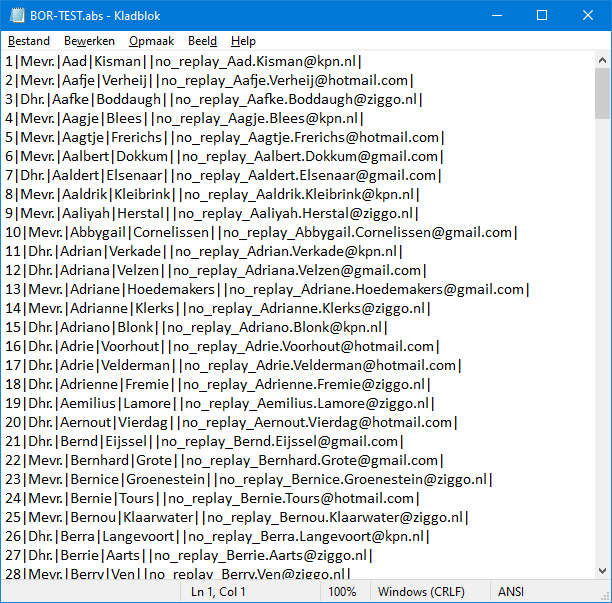 BOR-TEST.abs - Kladblok
Bestand Bewerken Opmaak Beeld Help
1|Mevr.|Aad|Kisman||no_replay_Aad.Kisman@kpn.nl|
2|Mevr.|Aafje|Verheij||no_replay_Aafje.Verheij@hotmail.com|
3|Dhr.|Aafke|Boddaugh||no_replay_Aafke.Boddaugh@ziggo.nl|
4|Mevr.|Aagje|Blees||no_replay_Aagje.Blees@kpn.nl|
5|Mevr.|Aagtje|Frerichs||no_replay_Aagtje.Frerichs@hotmail.com|
6|Mevr.|Aalbert|Dokkum||no_replay_Aalbert.Dokkum@gmail.com|
7|Dhr.|Aaldert|Elsenaar||no_replay_Aaldert.Elsenaar@gmail.com|
8|Mevr.|Aaldrik|Kleibrink||no_replay_Aaldrik.Kleibrink@kpn.nl|
9|Mevr.|Aaliyah|Herstal||no_replay_Aaliyah.Herstal@ziggo.nl|
10|Mevr.|Abbygail|Cornelissen||no_replay_Abbygail.Cornelissen@gmail.com|
11|Dhr.|Adrian|Verkade||no_replay_Adrian.Verkade@kpn.nl|
12|Dhr.|Adriana|Velzen||no_replay_Adriana.Velzen@gmail.com|
13|Mevr.|Adriane|Hoedemakers||no_replay_Adriane.Hoedemakers@gmail.com|
14|Mevr.|Adrianne|Klerks||no_replay_Adrianne.Klerks@ziggo.nl|
15|Dhr.|Adriano|Blonk||no_replay_Adriano.Blonk@kpn.nl|
16|Dhr.|Adrie|Voorhout||no_replay_Adrie.Voorhout@hotmail.com|
17|Dhr.|Adrie|Velderman||no_replay_Adrie.Velderman@hotmail.com|
18|Dhr.|Adrienne|Fremie||no_replay_Adrienne.Fremie@ziggo.nl|
19|Dhr.|Aemilius|Lamore||no_replay_Aemilius.Lamore@ziggo.nl|
20|Dhr.|Aernout|Vierdag||no_replay_Aernout.Vierdag@hotmail.com|
21|Dhr.|Bernd|Eijssel||no_replay_Bernd.Eijssel@gmail.com|
22|Mevr.|Bernhard|Grote||no_replay_Bernhard.Grote@gmail.com|
23|Mevr.|Bernice|Groenestein||no_replay_Bernice.Groenestein@ziggo.nl|
24|Mevr.|Bernie|Tours||no_replay_Bernie.Tours@hotmail.com|
25|Mevr.|Bernou|Klaarwater||no_replay_Bernou.Klaarwater@ziggo.nl|
26|Dhr.|Berra|Langevoort||no_replay_Berra.Langevoort@kpn.nl|
27|Dhr.|Berrie|Aarts||no_replay_Berrie.Aarts@ziggo.nl|
28|Mevr.|Berry|Ven||no_replay_Berry.Ven@ziggo.nl|
Ln 1, Col 1 100% Windows (CRLF) ANSI